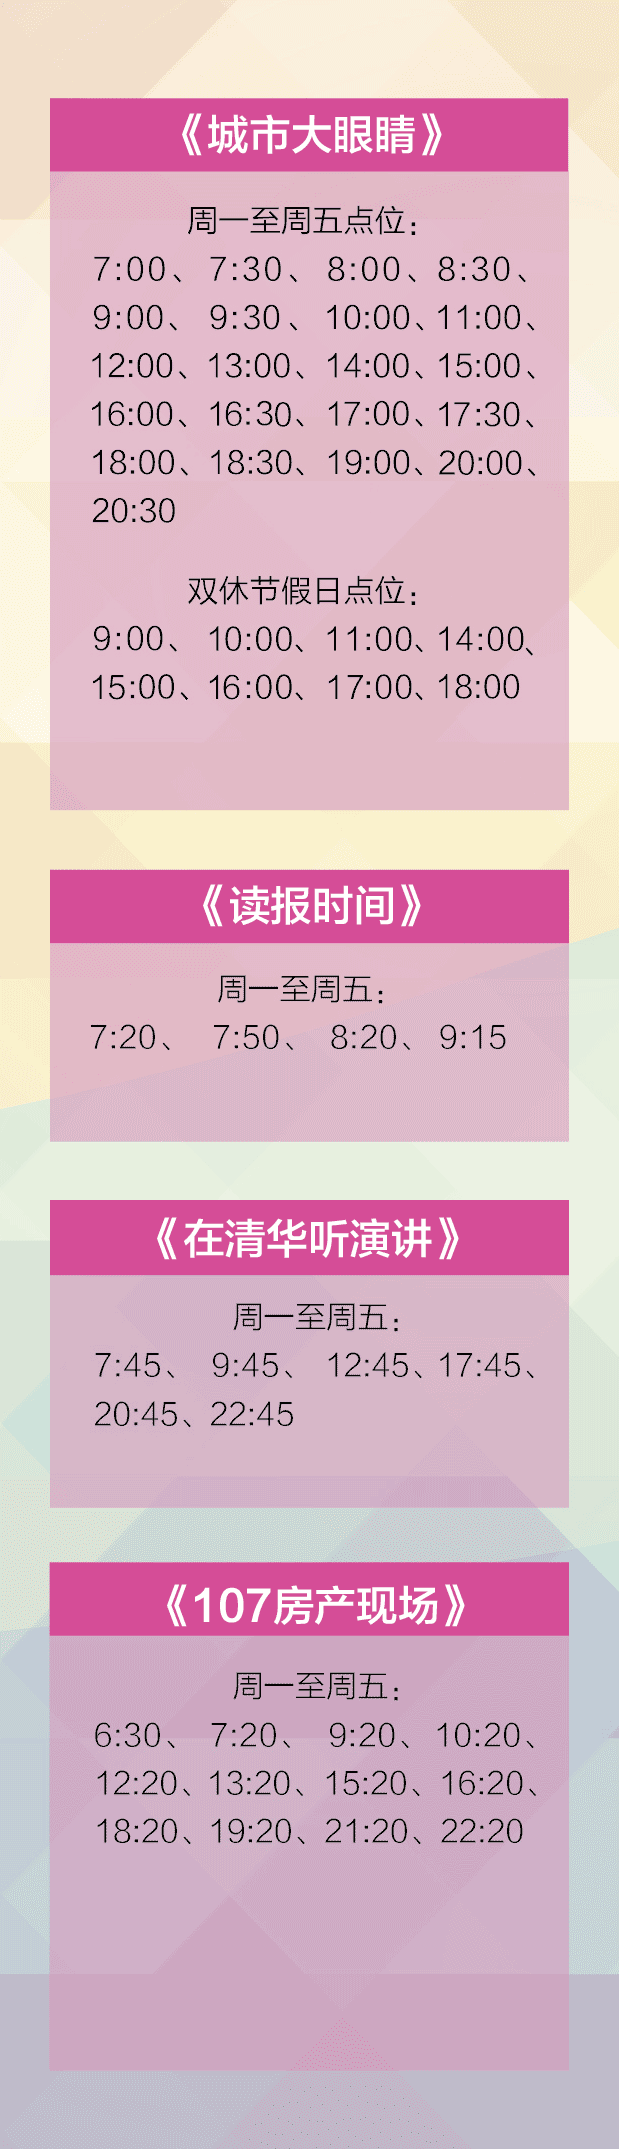 《城市大眼睛》
周一至周五点位：
7:00、7:30、8:00、8:30、
9:00、9:30、10:00、11:00、
12:00、13:00、14:00、15:00、
16:00、16:30、17:00、17:30、
18:00、18:30、19:00、20:00、
20:30
双休节假日点位：
9:00、10:00、11:00、14:00、
15:00、16:00、17:00、18:00
《读报时间》
周一至周五：
7:20、7:50、8:20、9:15
《在清华听演讲》
周一至周五：
7:45、9:45、12:45、17:45、
20:45、22:45
《107房产现场》
周一至周五：
6:30、7:20、9:20、10:20、
12:20、13:20、15:20、16:20、
18:20、19:20、21:20、22:20